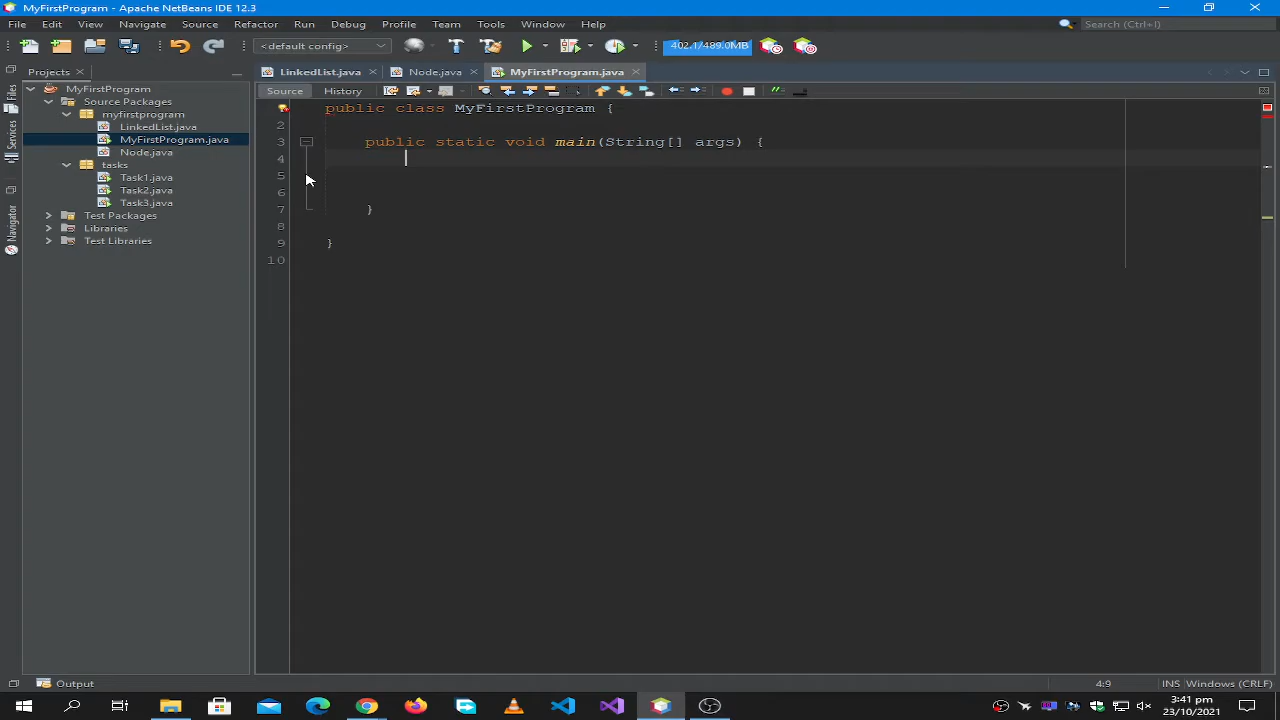 MyFirstProgram - Apache NetBeans IDE 12.3
File Edit View Navigate Source Refactor Run Debug Profile Team Tools Window Help
Search (Ctrl+I)
<default config>
402.1/489.0MB
Projects
LinkedList.java
Node.java
MyFirstProgram.java
Source History
Files
Services
Navigator
MyFirstProgram
Source Packages
myfirstprogram
LinkedList.java
MyFirstProgram.java
Node.java
tasks
Task1.java
Task2.java
Task3.java
Test Packages
Libraries
Test Libraries
public class MyFirstProgram {
2
3 public static void main(String[] args) {
4
5
6
7 }
8
9 }
10
Output
4:9
INS
Windows (CRLF)
3:41 pm
23/10/2021